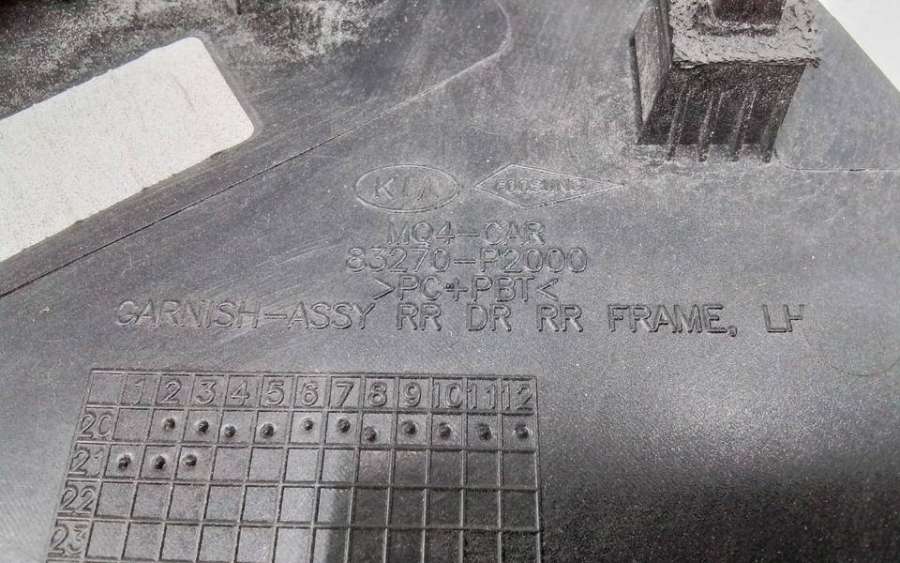 KIA
MQ4-CAR
83270-P2000
>PC+PBT<
GARNISH-ASSY RR DR RR FRAME, LH
1 2 3 4 5 6 7 8 9 10 11 12
20
21
22
23